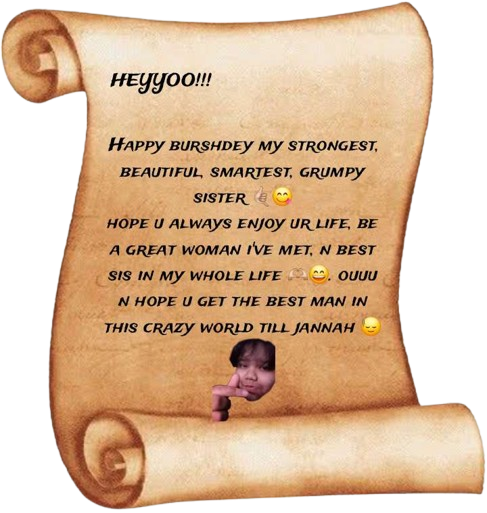 HEYYOO!!!
HAPPY BURSHDEY MY STRONGEST,
BEAUTIFUL, SMARTEST, GRUMPY
SISTER 🤙🏻😋
HOPE U ALWAYS ENJOY UR LIFE, BE
A GREAT WOMAN I'VE MET, N BEST
SIS IN MY WHOLE LIFE 🫶🏻😄. OUUU
N HOPE U GET THE BEST MAN IN
THIS CRAZY WORLD TILL JANNAH 😑